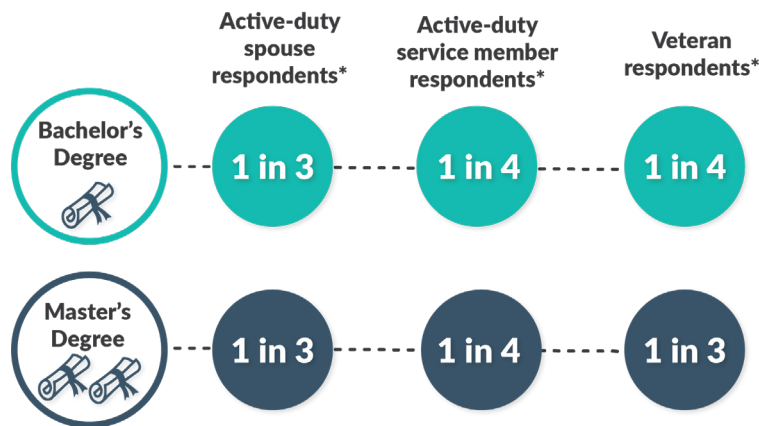 Active-duty
spouse
respondents*
Active-duty
service member
respondents*
Veteran
respondents*
Bachelor's
Degree
1 in 3
1 in 4
1 in 4
Master's
Degree
1 in 3
1 in 4
1 in 3